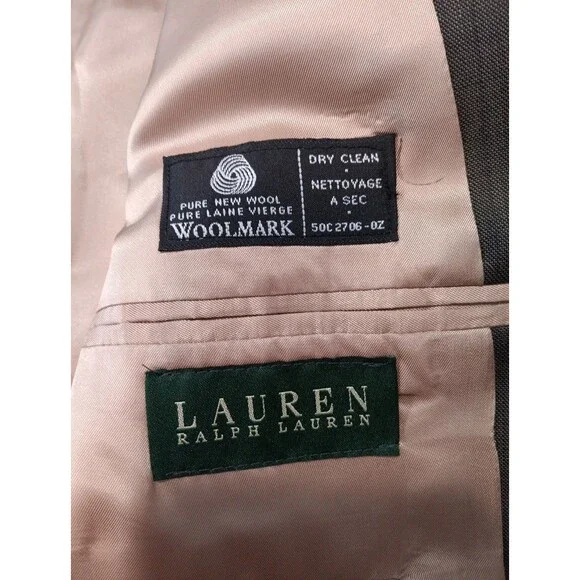 PURE NEW WOOL
PURE LAINE VIERGE
WOOLMARK
DRY CLEAN
·
NETTOYAGE
A SEC
·
50C2706-0Z
LAUREN
RALPH LAUREN